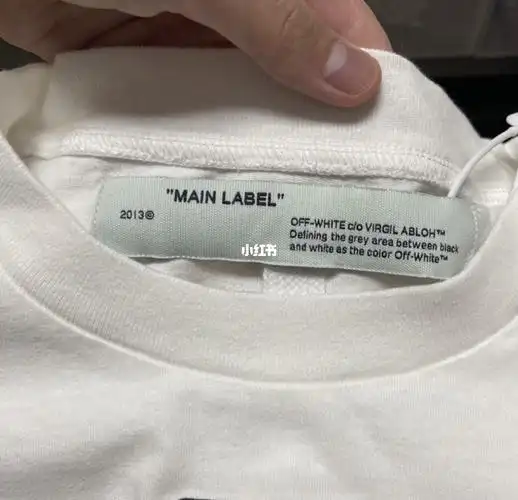 "MAIN LABEL"
2013©
OFF-WHITE c/o VIRGIL ABLOH™
Defining the grey area between black
and white as the color Off-White™
小红书